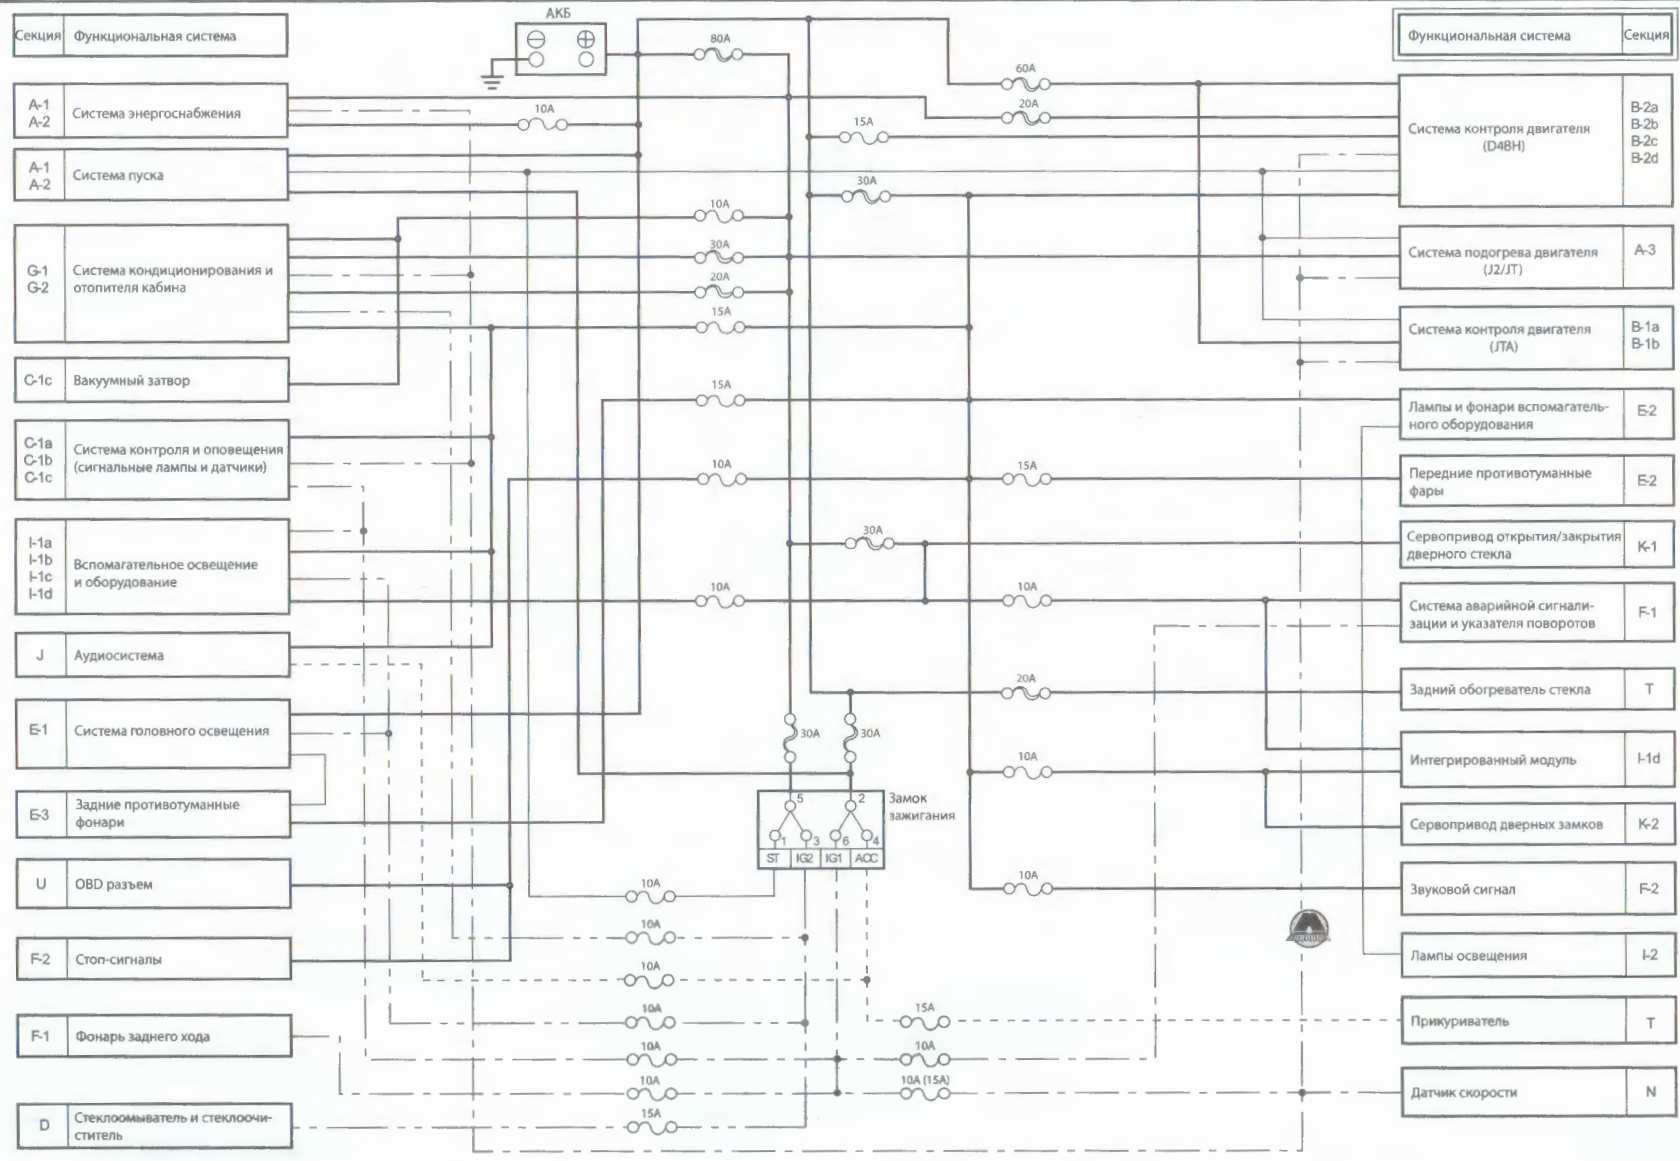 Секция Функциональная система
АКБ
Функциональная система Секция
80A
60A
20A
10A
15A
30A
A-1
A-2
Система энергоснабжения
A-1
A-2
Система пуска
G-1
G-2
Система кондиционирования и
отопителя кабина
10A
30A
20A
15A
C-1c Вакуумный затвор
15A
C-1a
C-1b
C-1c
Система контроля и оповещения
(сигнальные лампы и датчики)
10A
15A
I-1a
I-1b
I-1c
I-1d
Вспомагательное освещение
и оборудование
30A
10A
10A
J Аудиосистема
20A
E-1 Система головного освещения
30A
30A
10A
E-3 Задние противотуманные
фонари
5
2
1
3
6
4
ST IG2 IG1 ACC
Замок
зажигания
U OBD разъем
10A
10A
F-2 Стоп-сигналы
10A
10A
F-1 Фонарь заднего хода
10A
15A
10A
10A
10A
10A (15A)
D Стеклоомыватель и стеклоочи-
ститель
15A
Система контроля двигателя
(D4BH)
B-2a
B-2b
B-2c
B-2d
Система подогрева двигателя
(J2/JT)
A-3
Система контроля двигателя
(JTA)
B-1a
B-1b
Лампы и фонари вспомагатель-
ного оборудования
E-2
Передние противотуманные
фары
E-2
Сервопривод открытия/закрытия
дверного стекла
K-1
Система аварийной сигнали-
зации и указателя поворотов
F-1
Задний обогреватель стекла T
Интегрированный модуль I-1d
Сервопривод дверных замков K-2
Звуковой сигнал F-2
Лампы освещения I-2
Прикуриватель T
Датчик скорости N